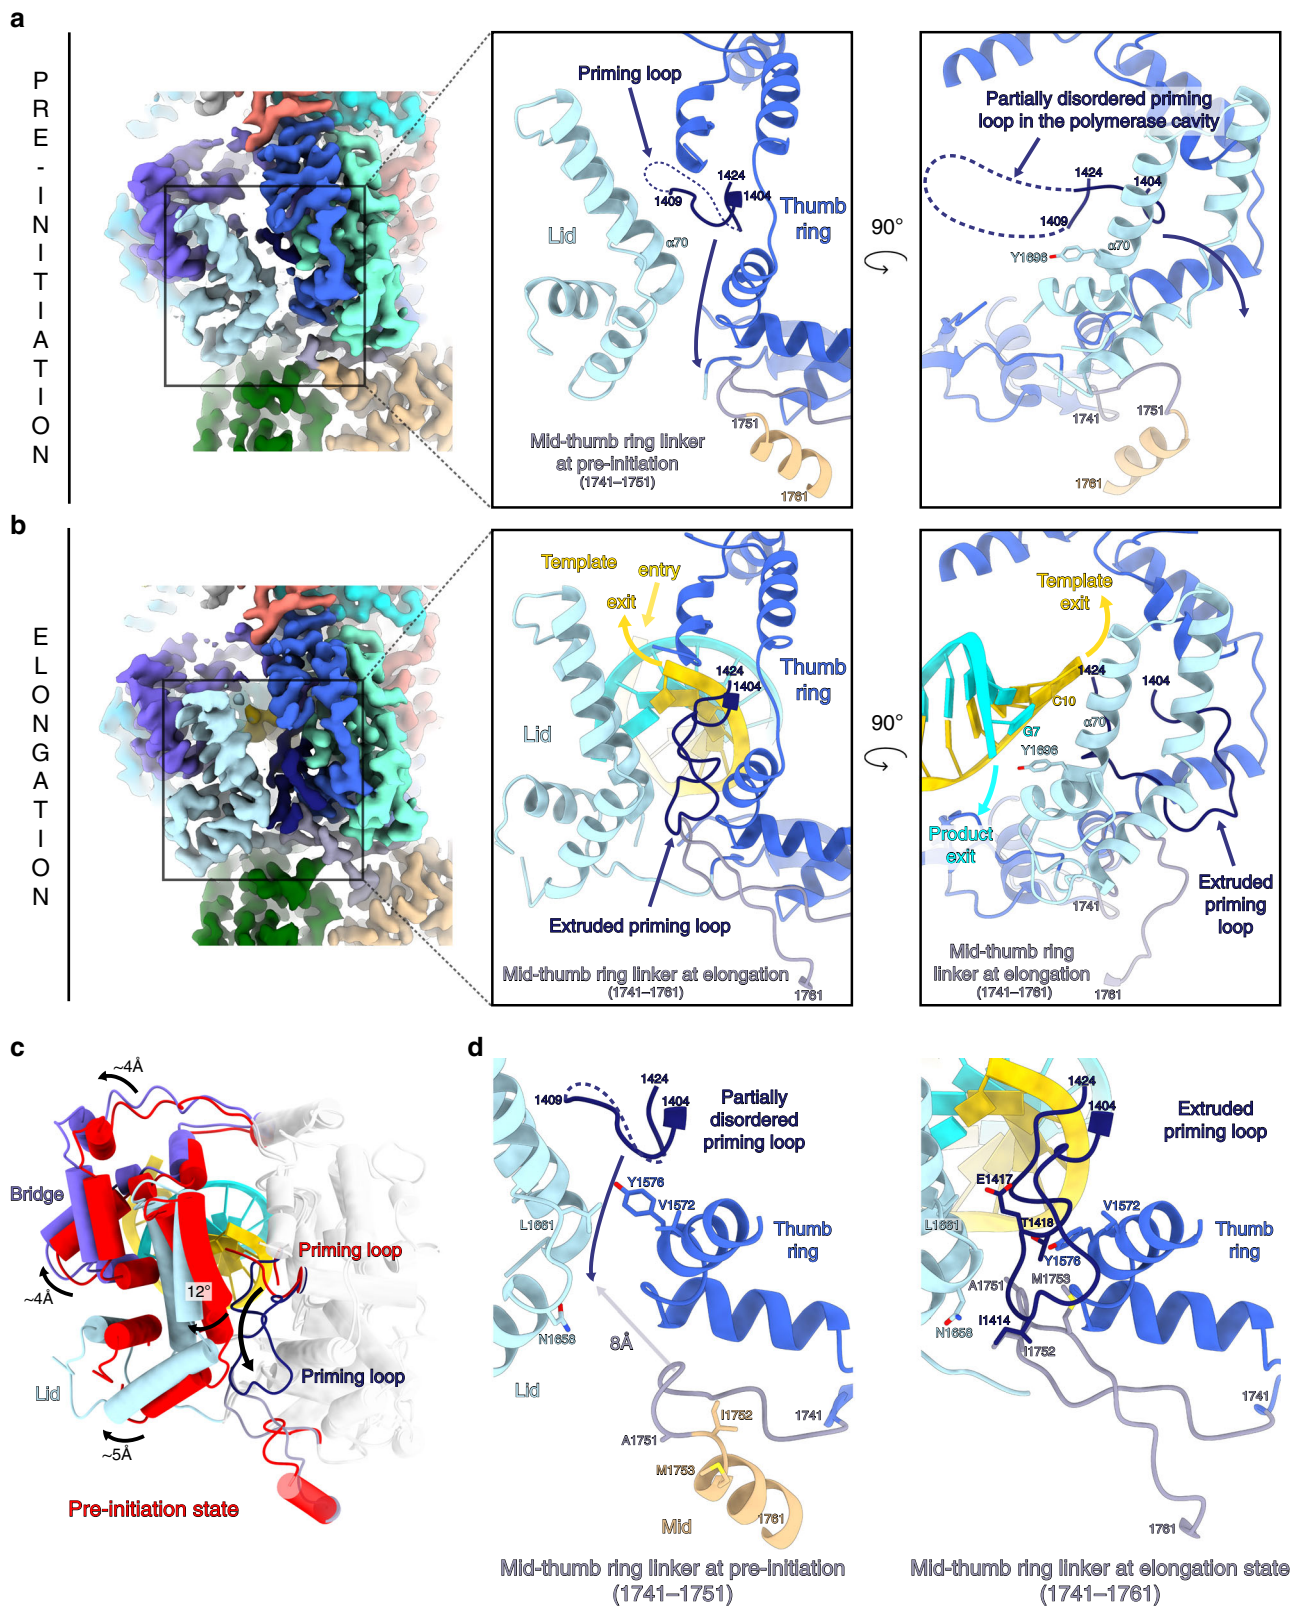 a
PRE-INITIATION
Priming loop
1424
1404
1409
Lid
α70
Thumb
ring
1751
Mid-thumb ring linker
at pre-initiation
(1741–1751)
1761
90°
Partially disordered priming
loop in the polymerase cavity
1424
1404
1409
Y1696
α70
1741
1751
1761
b
ELONGATION
Template
entry
exit
1424
1404
Thumb
ring
Lid
Extruded priming loop
Mid-thumb ring linker at elongation
(1741–1761)
1761
90°
Template
exit
1424
1404
C10
G7
α70
Y1696
Product
exit
1741
Extruded
priming
loop
Mid-thumb ring
linker at elongation
(1741–1761)
1761
c
~4Å
Bridge
Priming loop
12°
~4Å
Priming loop
Lid
~5Å
Pre-initiation state
d
1424
1409
1404
Partially
disordered
priming loop
Y1576
V1572
L1661
Thumb
ring
N1658
8Å
Lid
I1752
1741
A1751
M1753
1761
Mid
Mid-thumb ring linker at pre-initiation
(1741–1751)
1424
1404
Extruded
priming loop
E1417
L1661
T1418
V1572
Y1576
Thumb
ring
A1751
M1753
I1414
N1658
I1752
1741
1761
Mid-thumb ring linker at elongation state
(1741–1761)